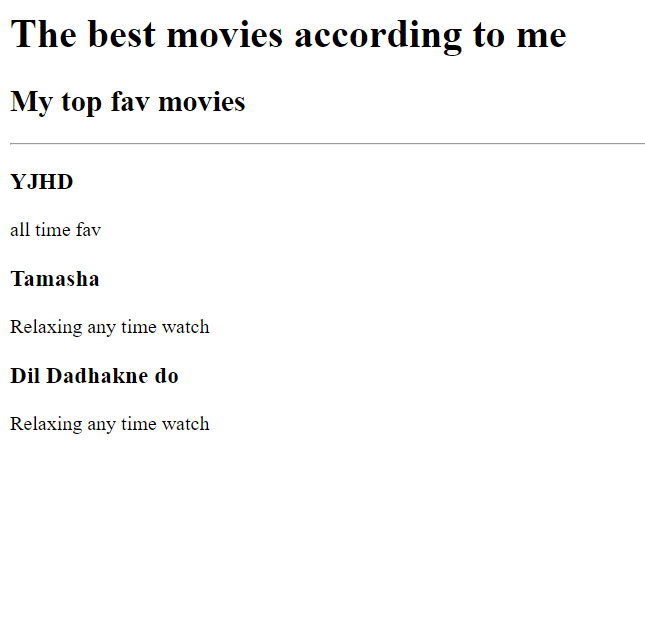 The best movies according to me
My top fav movies
YJHD
all time fav
Tamasha
Relaxing any time watch
Dil Dadhakne do
Relaxing any time watch